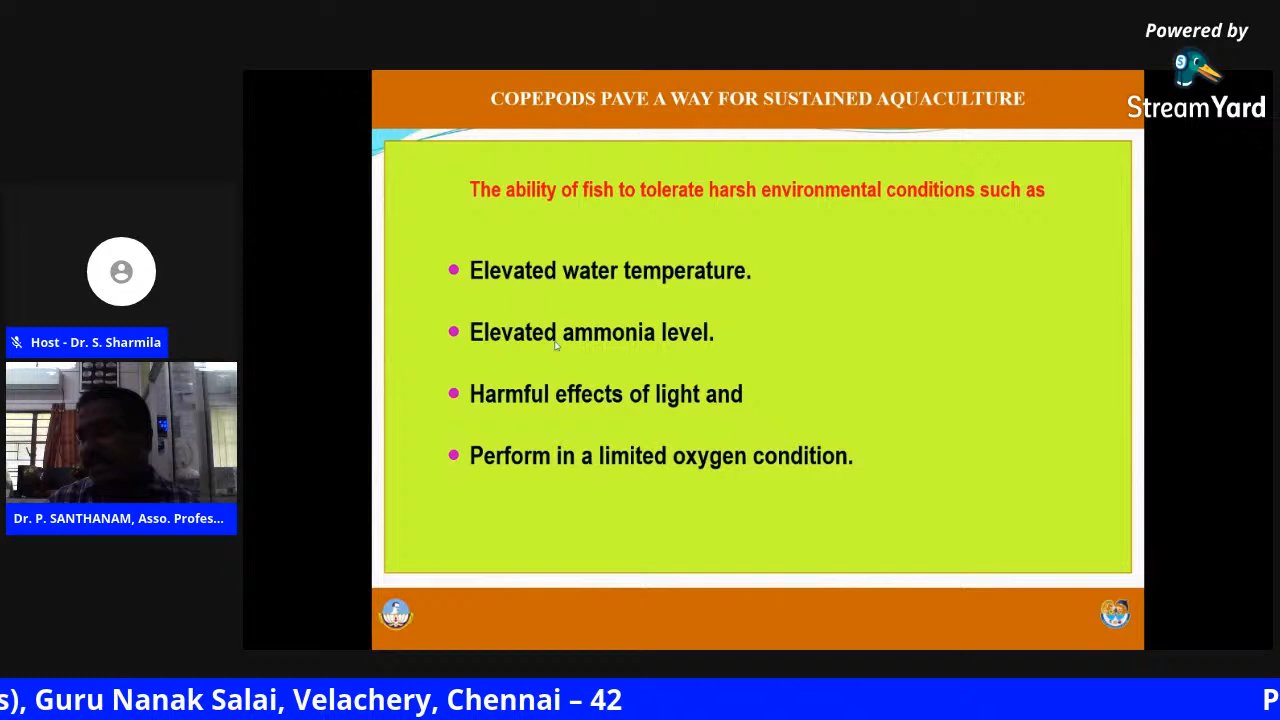 Powered by
StreamYard
COPEPODS PAVE A WAY FOR SUSTAINED AQUACULTURE
The ability of fish to tolerate harsh environmental conditions such as
Elevated water temperature.
Elevated ammonia level.
Harmful effects of light and
Perform in a limited oxygen condition.
Host - Dr. S. Sharmila
Dr. P. SANTHANAM, Asso. Profes...
s), Guru Nanak Salai, Velachery, Chennai – 42
P